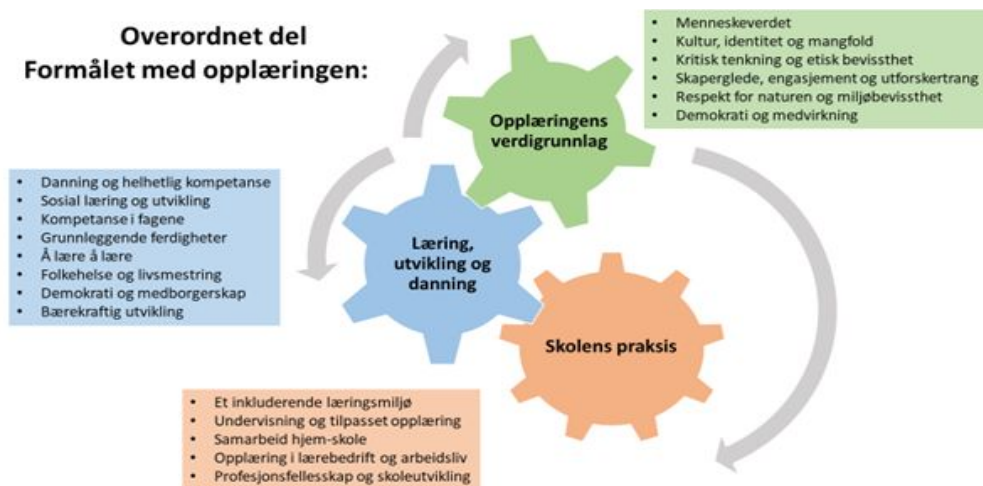 Overordnet del
Formålet med opplæringen:
• Menneskeverdet
• Kultur, identitet og mangfold
• Kritisk tenkning og etisk bevissthet
• Skaperglede, engasjement og utforskertrang
• Respekt for naturen og miljøbevissthet
• Demokrati og medvirkning
Opplæringens
verdigrunnlag
• Danning og helhetlig kompetanse
• Sosial læring og utvikling
• Kompetanse i fagene
• Grunnleggende ferdigheter
• Å lære å lære
• Folkehelse og livsmestring
• Demokrati og medborgerskap
• Bærekraftig utvikling
Læring,
utvikling og
danning
Skolens praksis
• Et inkluderende læringsmiljø
• Undervisning og tilpasset opplæring
• Samarbeid hjem-skole
• Opplæring i lærebedrift og arbeidsliv
• Profesjonsfellesskap og skoleutvikling